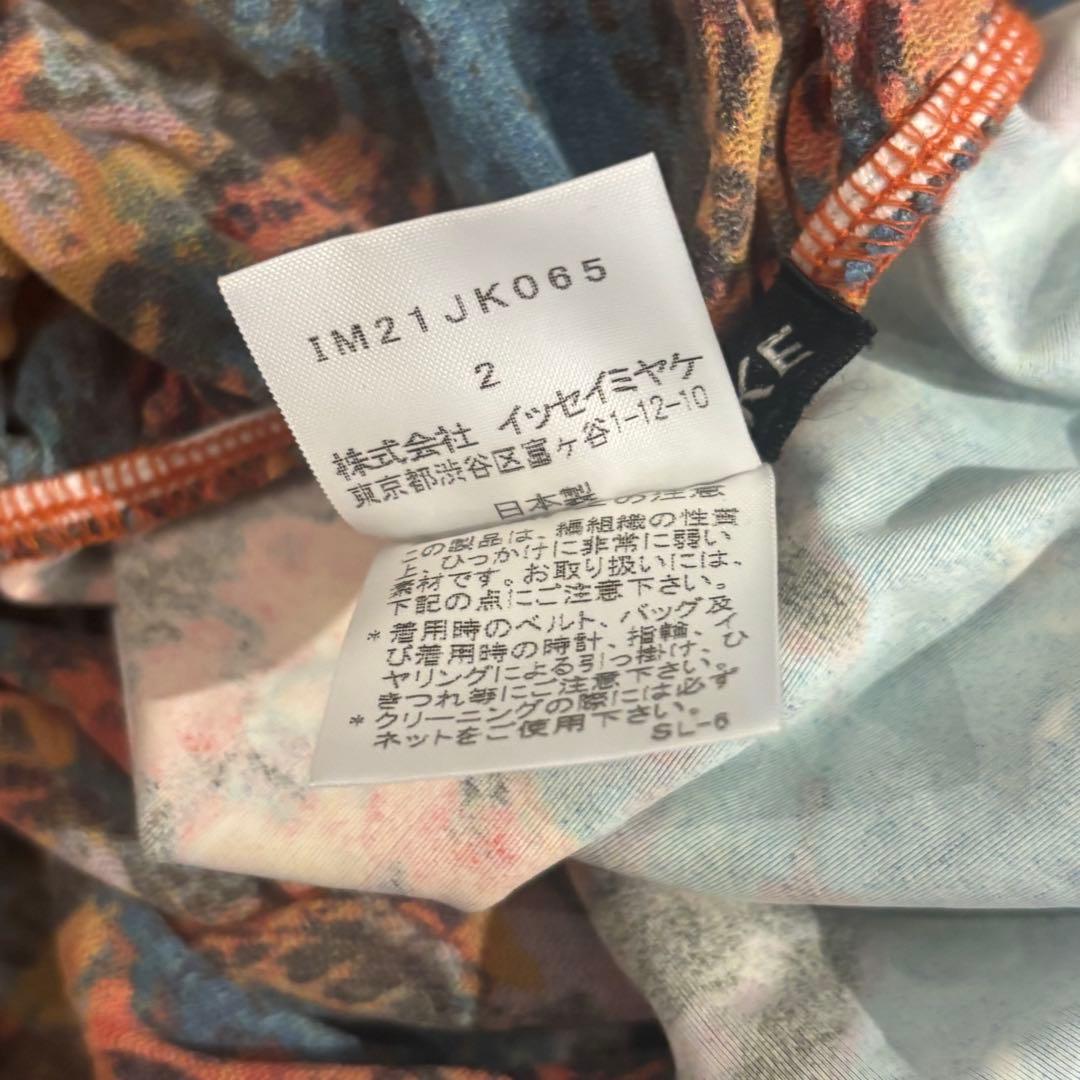 IM21JK065
2
株式会社 イッセイミヤケ
東京都渋谷区富ヶ谷1-12-10
日本製
の注意
この製品は、編組織の性質
上、ひっかけに非常に弱い
素材です。お取り扱いには、
下記の点にご注意下さい。
*着用時のベルト、バッグ及
び着用時の時計、指輪、イ
ヤリングによる引っ掛け、ひ
きつれ等にご注意下さい。
*クリーニングの際には必ず
ネットをご使用下さい。
SL-6
KE